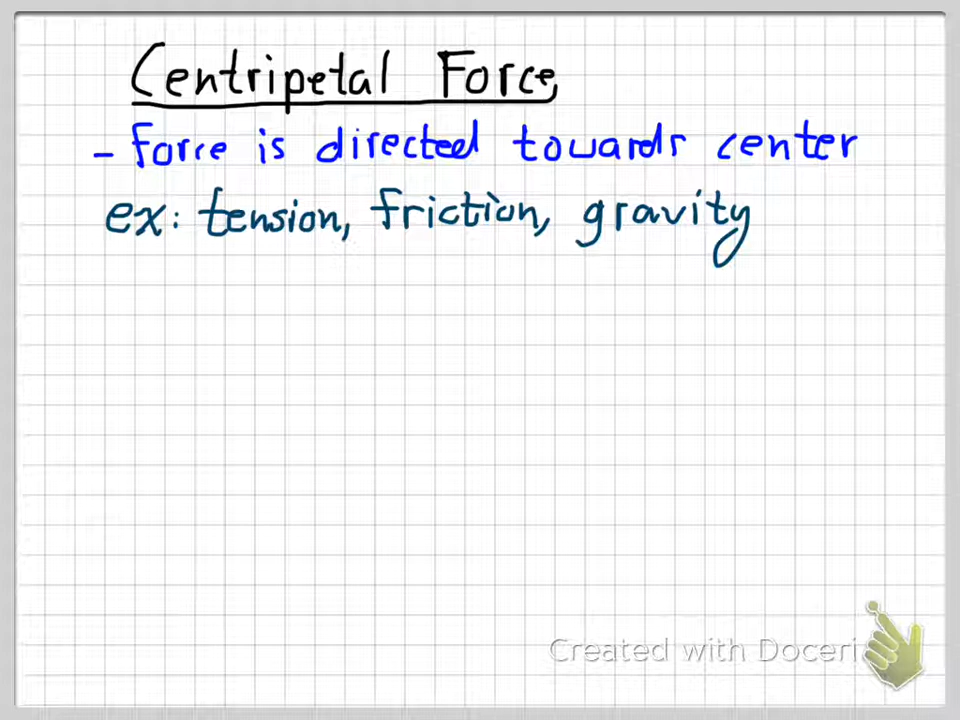 Centripetal Force
- force is directed towards center
ex: tension, friction, gravity
Created with Doceri